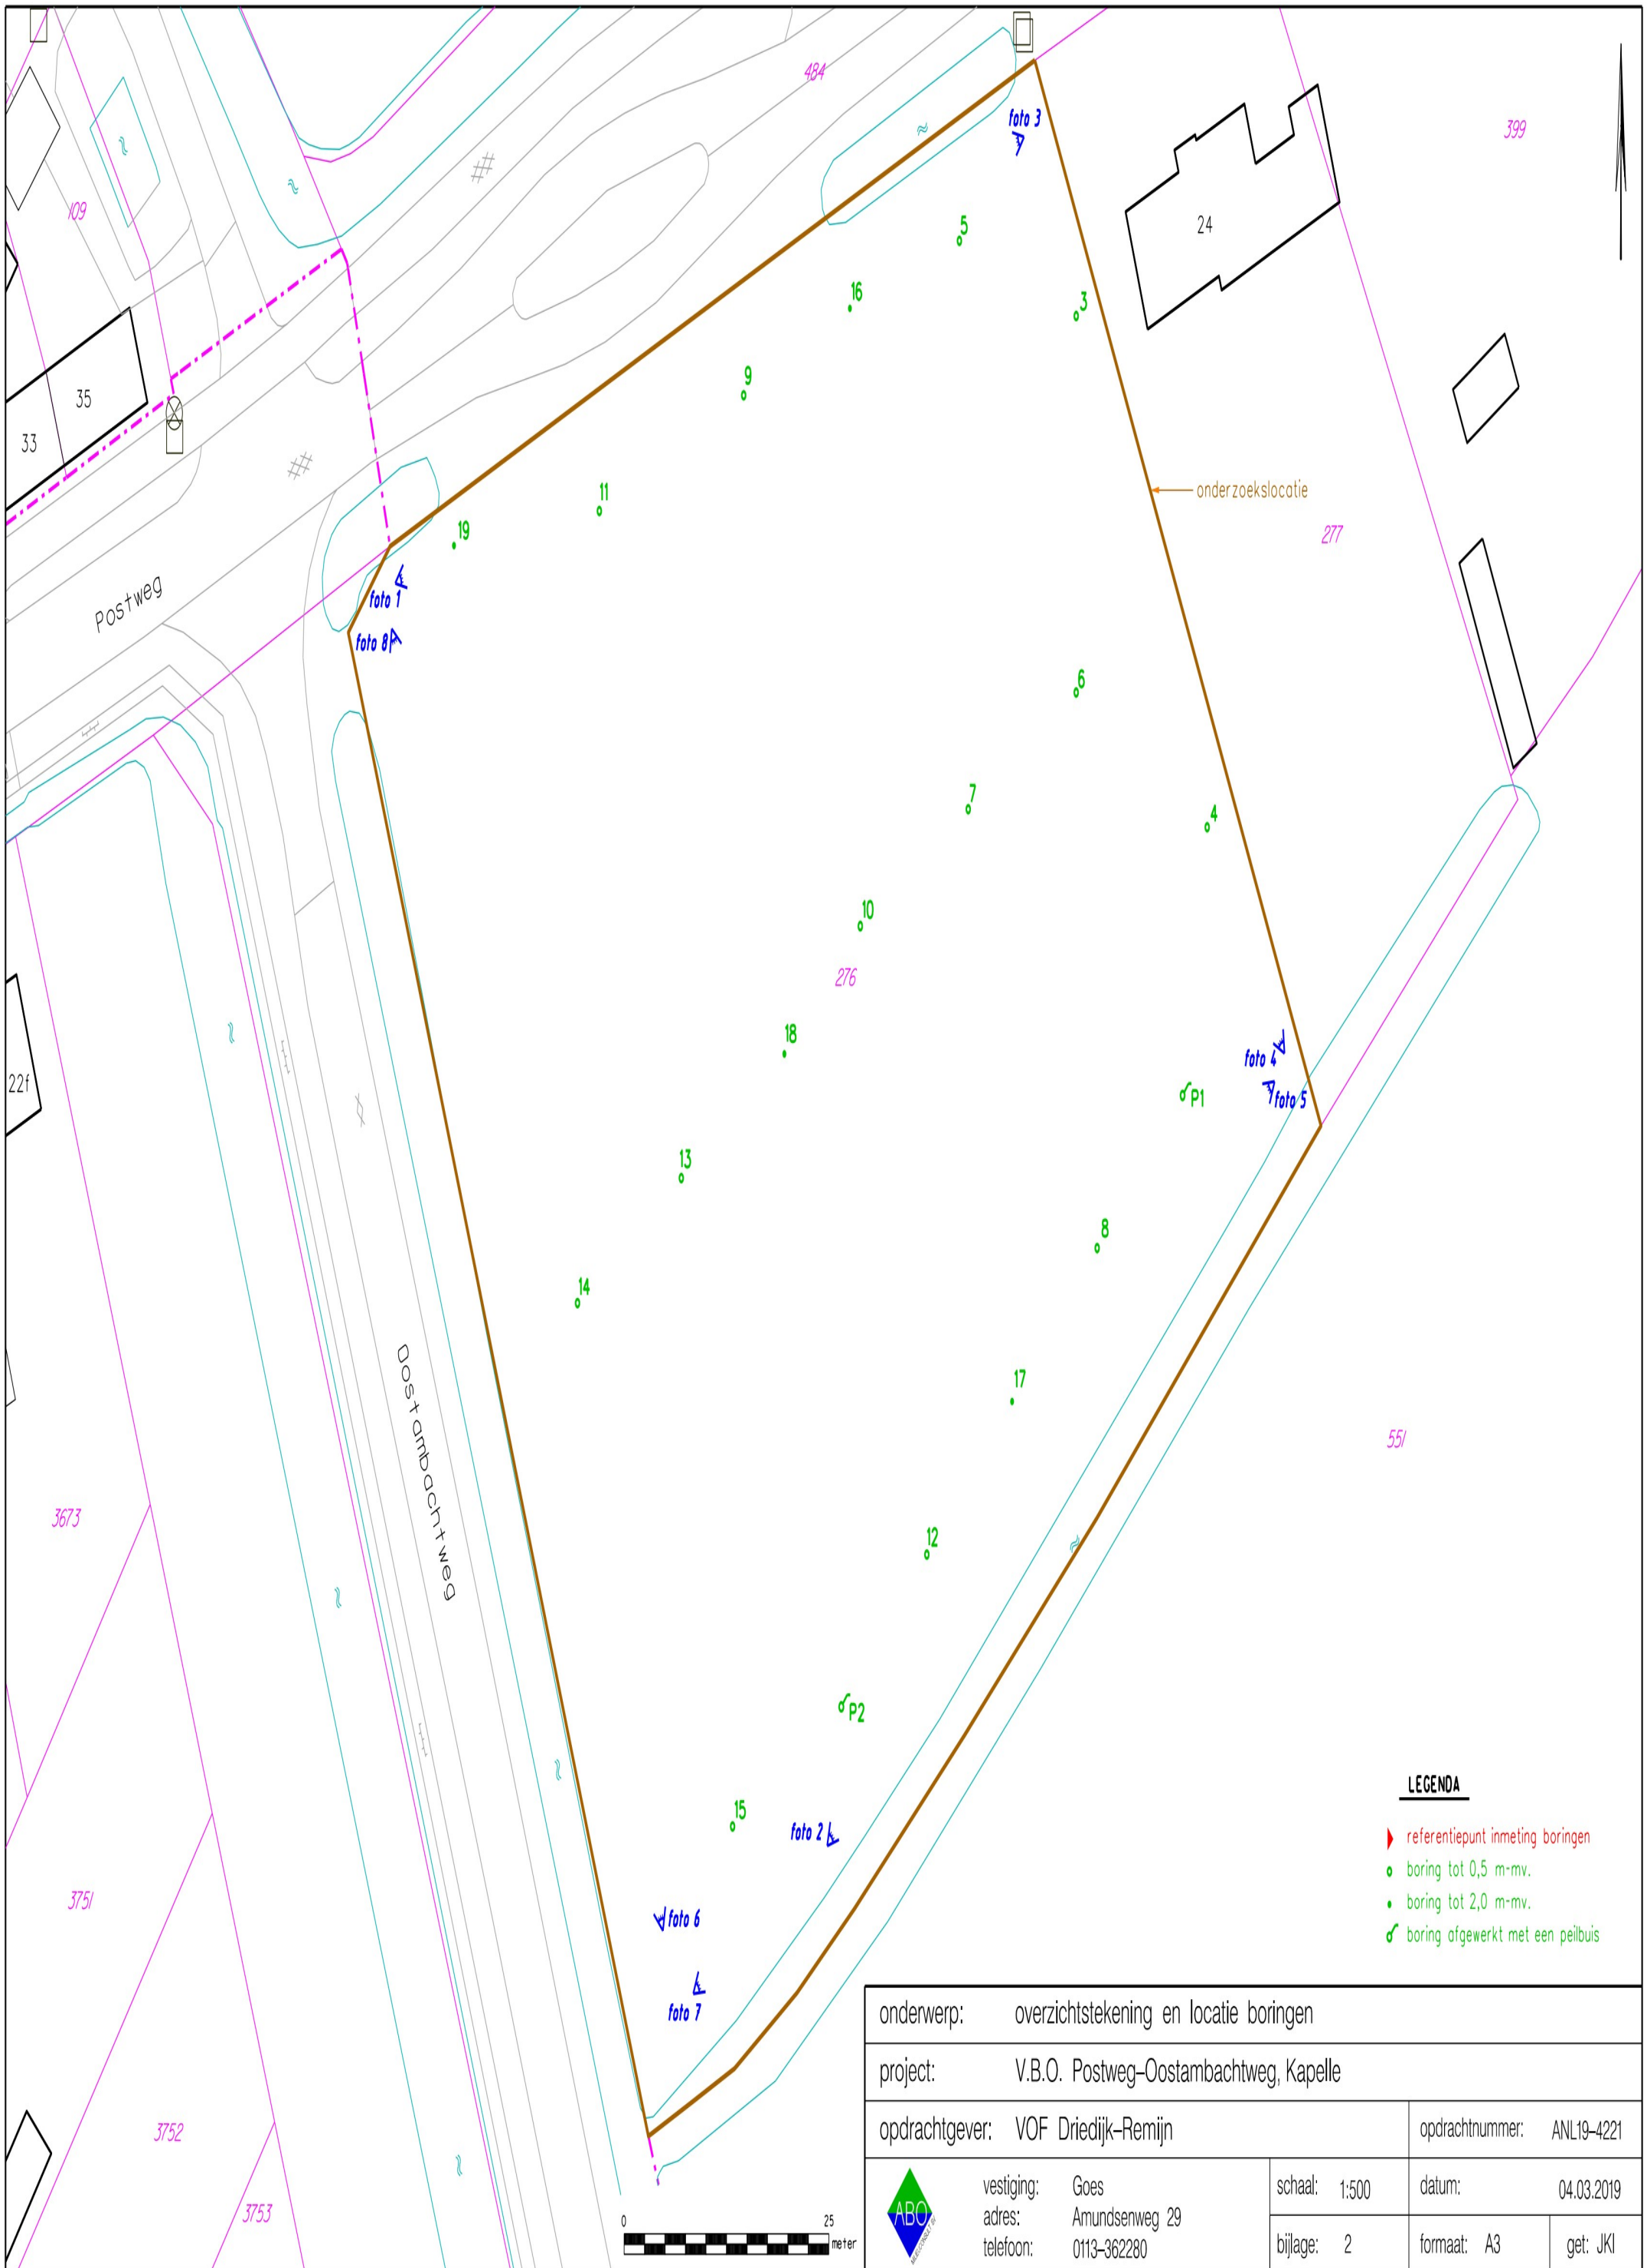 484
399
foto 3
109
24
5
16
3
9
35
33
onderzoekslocatie
11
19
277
foto 1
Postweg
foto 8
6
7
4
10
276
18
foto 4
22f
P1
foto 5
13
8
14
17
Oostambachtweg
551
3673
12
P2
LEGENDA
15
foto 2
referentiepunt inmeting boringen
boring tot 0,5 m-mv.
3751
boring tot 2,0 m-mv.
foto 6
boring afgewerkt met een peilbuis
foto 7
onderwerp: overzichtstekening en locatie boringen
project: V.B.O. Postweg–Oostambachtweg, Kapelle
3752
opdrachtgever: VOF Driedijk–Remijn opdrachtnummer: ANL19–4221
3753
ABO
vestiging: Goes
adres: Amundsenweg 29
telefoon: 0113–362280
schaal: 1:500 datum: 04.03.2019
bijlage: 2 formaat: A3 get: JKI
0 25
meter